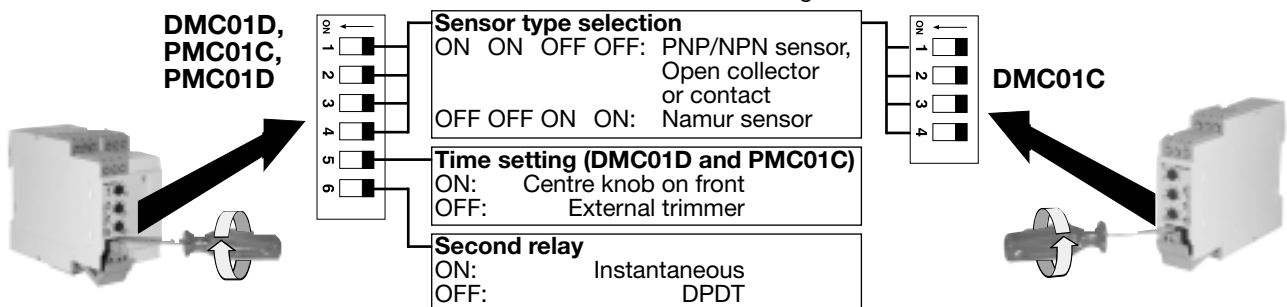 DMC01D,
PMC01C,
PMC01D
ON
1
2
3
4
5
6
Sensor type selection
ON ON OFF OFF: PNP/NPN sensor,
Open collector
or contact
OFF OFF ON ON: Namur sensor
Time setting (DMC01D and PMC01C)
ON: Centre knob on front
OFF: External trimmer
Second relay
ON: Instantaneous
OFF: DPDT
ON
1
2
3
4
DMC01C